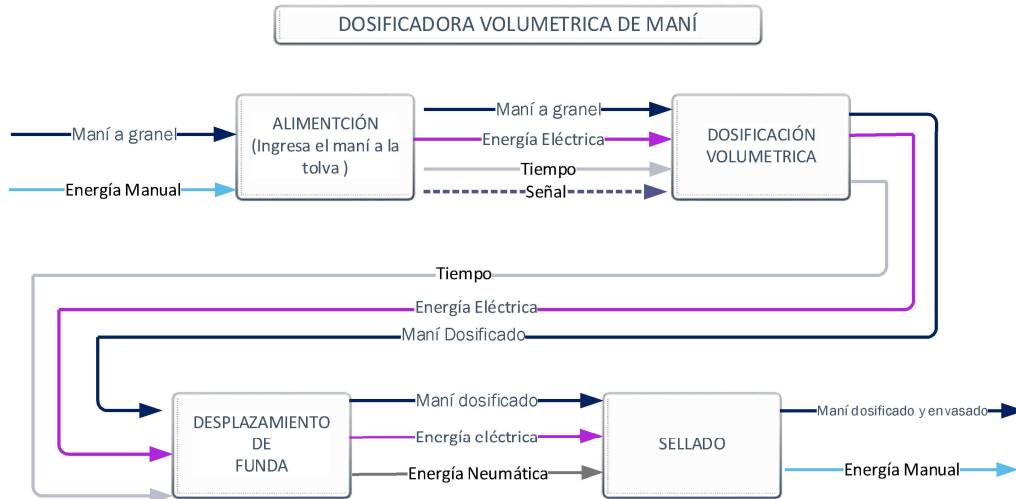 DOSIFICADORA VOLUMETRICA DE MANÍ
Maní a granel
Energía Manual
ALIMENTCIÓN
(Ingresa el maní a la
tolva )
Maní a granel
Energía Eléctrica
Tiempo
Señal
DOSIFICACIÓN
VOLUMETRICA
Tiempo
Energía Eléctrica
Maní Dosificado
DESPLAZAMIENTO
DE
FUNDA
Maní dosificado
Energía eléctrica
Energía Neumática
SELLADO
Maní dosificado y envasado
Energía Manual